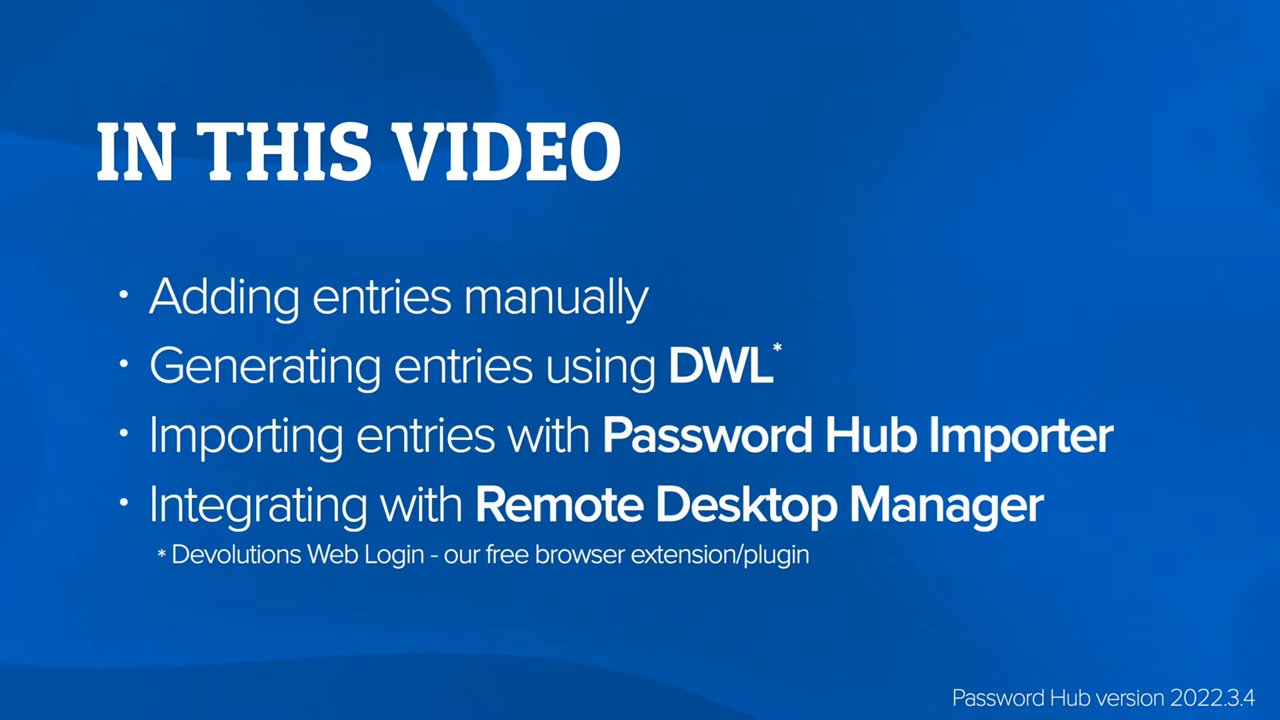 IN THIS VIDEO
• Adding entries manually
• Generating entries using DWL*
• Importing entries with Password Hub Importer
• Integrating with Remote Desktop Manager
* Devolutions Web Login - our free browser extension/plugin
Password Hub version 2022.3.4